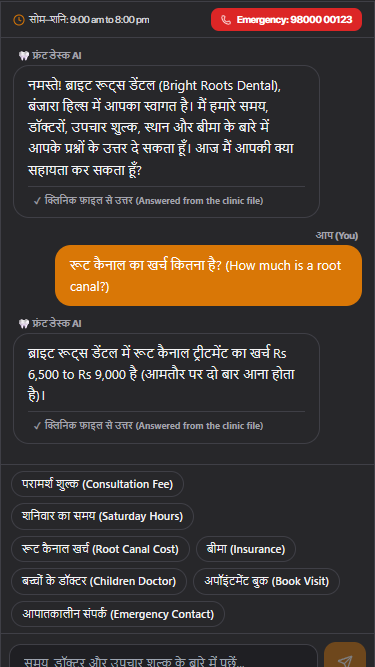 सोम–शनि: 9:00 am to 8:00 pm
Emergency: 98000 00123
🦷 फ्रंट डेस्क AI
नमस्ते! ब्राइट रूट्स डेंटल (Bright Roots Dental),
बंजारा हिल्स में आपका स्वागत है। मैं हमारे समय,
डॉक्टरों, उपचार शुल्क, स्थान और बीमा के बारे में
आपके प्रश्नों के उत्तर दे सकता हूँ। आज मैं आपकी क्या
सहायता कर सकता हूँ?
✓ क्लिनिक फ़ाइल से उत्तर (Answered from the clinic file)
आप (You)
रूट कैनाल का खर्च कितना है? (How much is a root
canal?)
🦷 फ्रंट डेस्क AI
ब्राइट रूट्स डेंटल में रूट कैनाल ट्रीटमेंट का खर्च Rs
6,500 to Rs 9,000 है (आमतौर पर दो बार आना होता
है)।
✓ क्लिनिक फ़ाइल से उत्तर (Answered from the clinic file)
परामर्श शुल्क (Consultation Fee)
शनिवार का समय (Saturday Hours)
रूट कैनाल खर्च (Root Canal Cost)
बीमा (Insurance)
बच्चों के डॉक्टर (Children Doctor)
अपॉइंटमेंट बुक (Book Visit)
आपातकालीन संपर्क (Emergency Contact)
समय, डॉक्टर और उपचार शुल्क के बारे में पूछें...